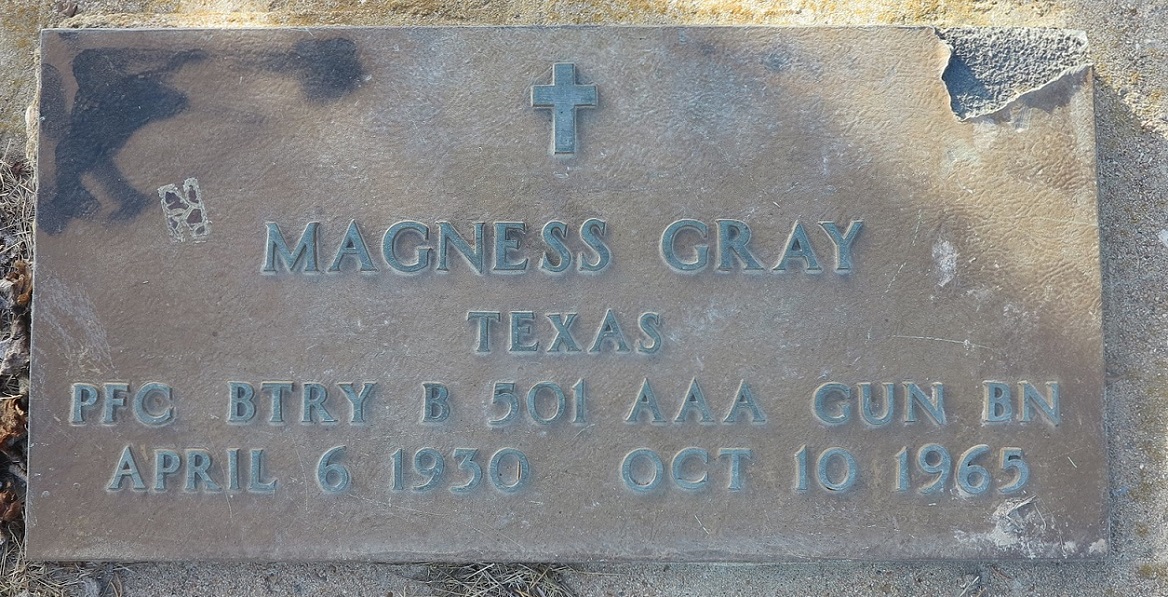 MAGNESS GRAY
TEXAS
PFC BTRY B 501 AAA GUN BN
APRIL 6 1930 OCT 10 1965